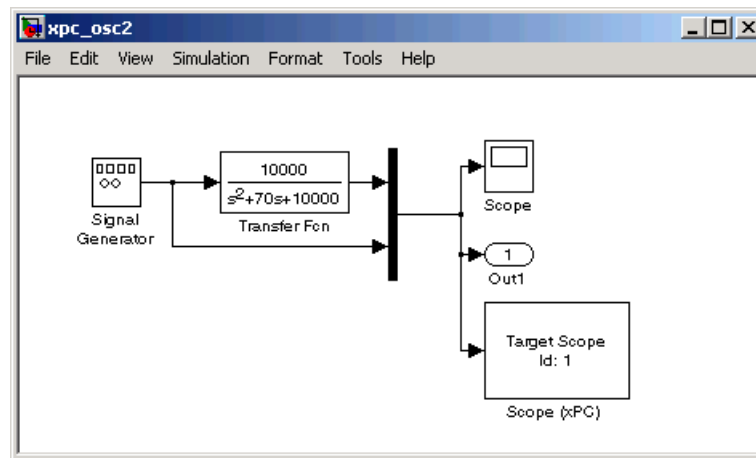 xpc_osc2
File Edit View Simulation Format Tools Help
10000
s²+70s+10000
Transfer Fcn
Signal
Generator
Scope
1
Out1
Target Scope
Id: 1
Scope (xPC)